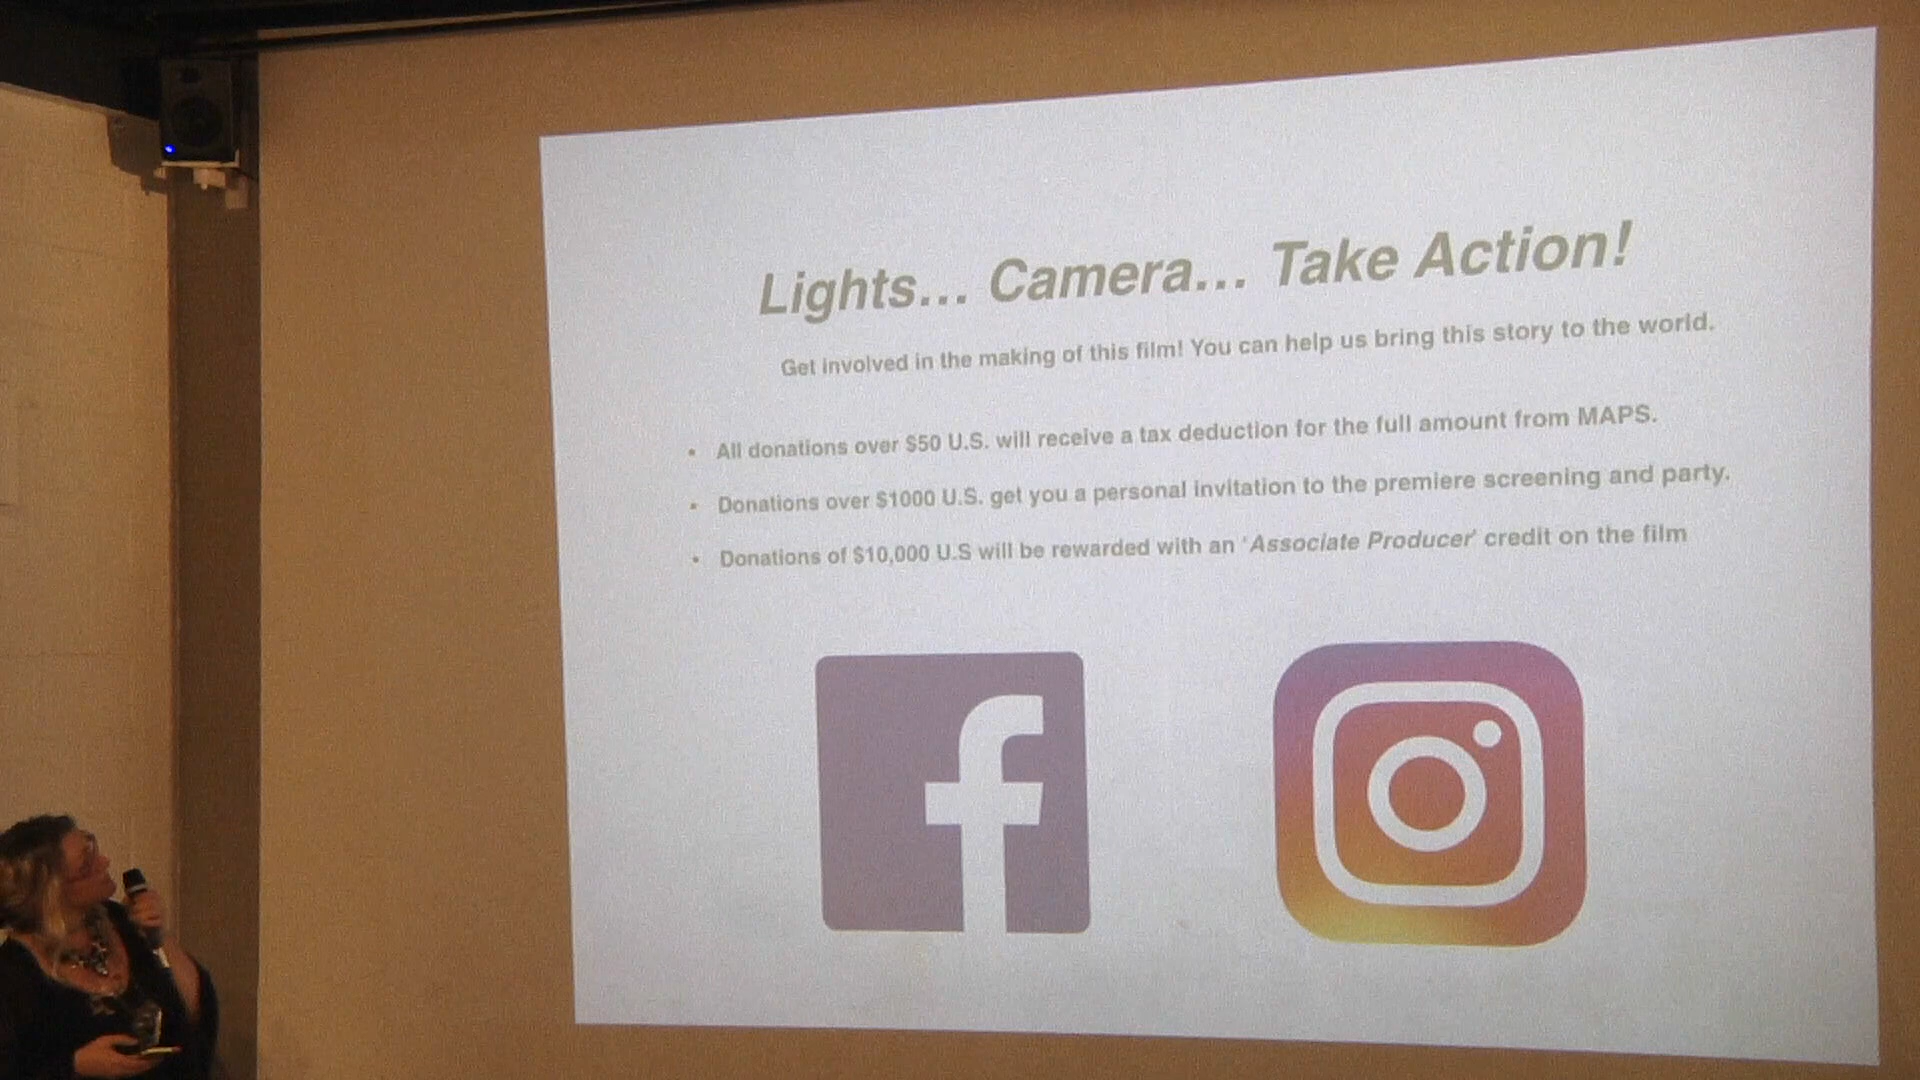 Lights... Camera... Take Action!
Get involved in the making of this film! You can help us bring this story to the world.
• All donations over $50 U.S. will receive a tax deduction for the full amount from MAPS.
• Donations over $1000 U.S. get you a personal invitation to the premiere screening and party.
• Donations of $10,000 U.S will be rewarded with an 'Associate Producer' credit on the film
f